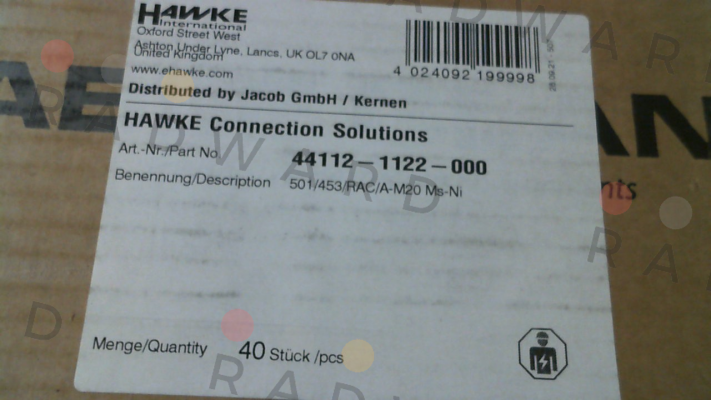 HAWKE
International
Oxford Street West
Ashton Under Lyne, Lancs, UK OL7 0NA
United Kingdom
www.ehawke.com
4 024092 199998
Distributed by Jacob GmbH / Kernen
HAWKE Connection Solutions
Art.-Nr./Part No 44112-1122-000
Benennung/Description 501/453/RAC/A-M20 Ms-Ni
Menge/Quantity 40 Stück /pcs
RADWARD